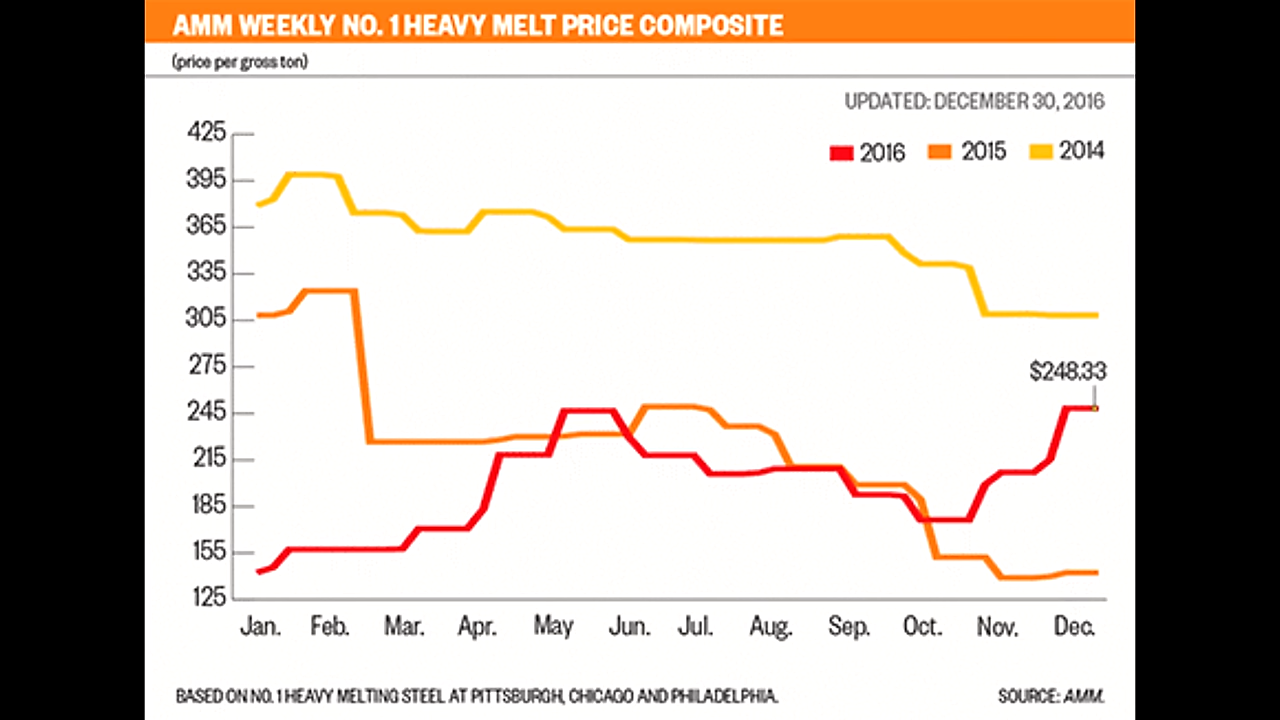 AMM WEEKLY NO. 1 HEAVY MELT PRICE COMPOSITE
(price per gross ton)
UPDATED: DECEMBER 30, 2016
2016 2015 2014
425
395
365
335
305
275
245
215
185
155
125
$248.33
Jan. Feb. Mar. Apr. May Jun. Jul. Aug. Sep. Oct. Nov. Dec.
BASED ON NO. 1 HEAVY MELTING STEEL AT PITTSBURGH, CHICAGO AND PHILADELPHIA.
SOURCE: AMM.